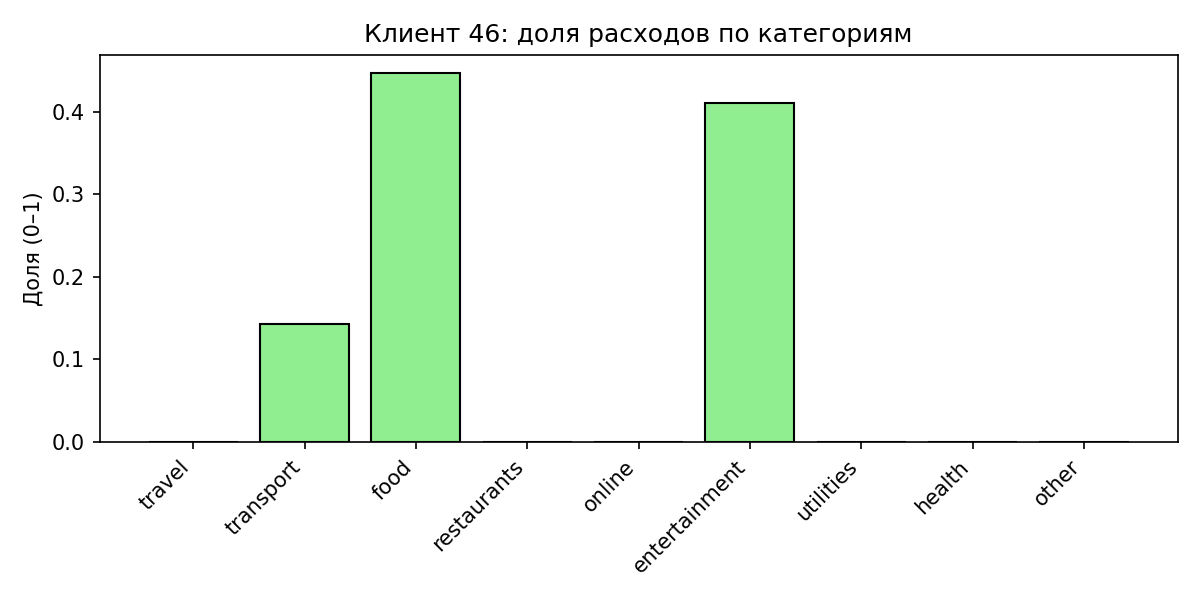 Клиент 46: доля расходов по категориям
Доля (0–1)
0.4
0.3
0.2
0.1
0.0
travel
transport
food
restaurants
online
entertainment
utilities
health
other